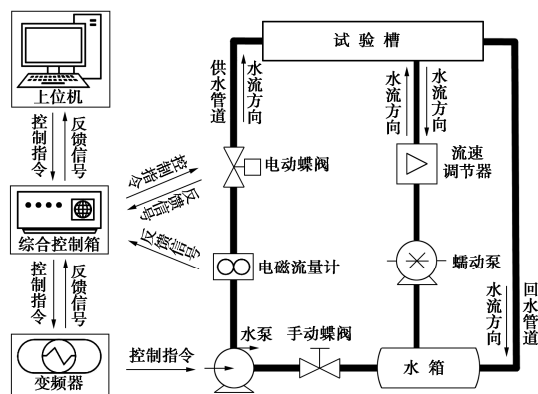 试验槽
上位机
供水管道
水流方向
水流方向
水流方向
控制指令
反馈信号
电动蝶阀
流速
调节器
控制指令
反馈信号
综合控制箱
反馈信号
电磁流量计
蠕动泵
控制指令
反馈信号
水流方向
回水管道
水泵
手动蝶阀
变频器
控制指令
水箱